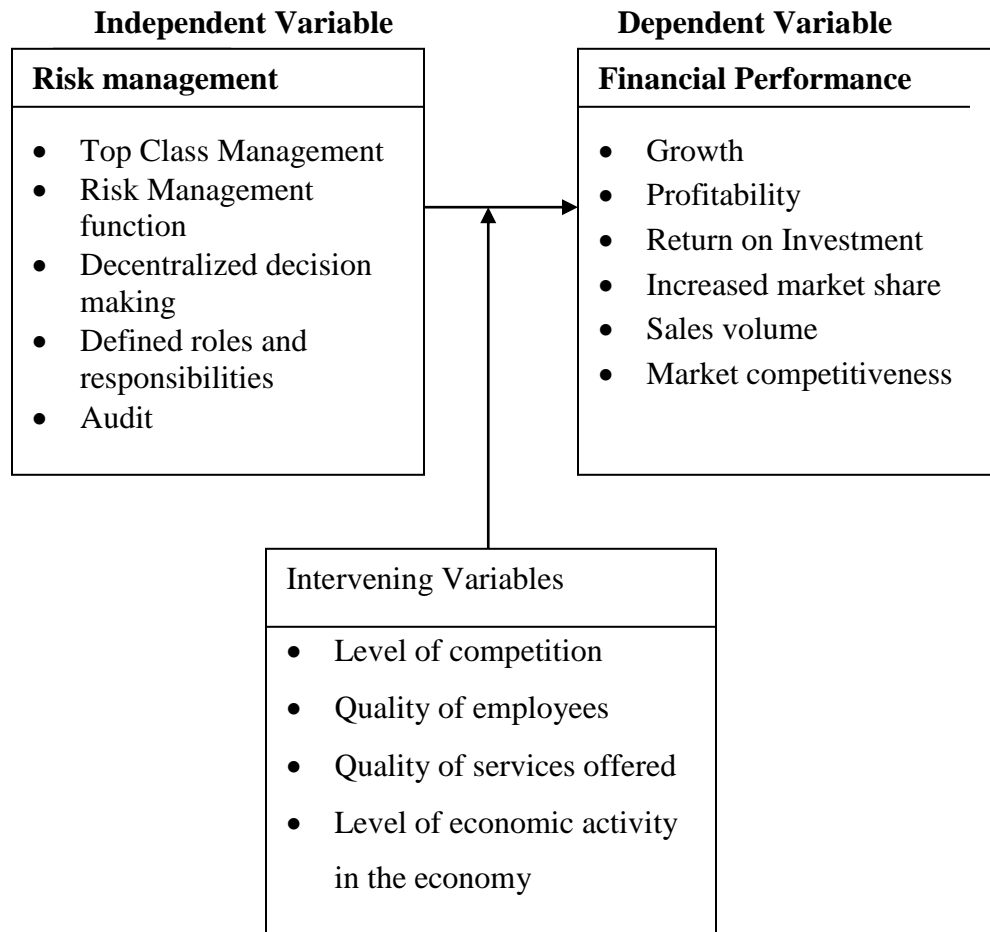 Independent Variable
Dependent Variable
Risk management
• Top Class Management
• Risk Management
function
• Decentralized decision
making
• Defined roles and
responsibilities
• Audit
Financial Performance
• Growth
• Profitability
• Return on Investment
• Increased market share
• Sales volume
• Market competitiveness
Intervening Variables
• Level of competition
• Quality of employees
• Quality of services offered
• Level of economic activity
in the economy